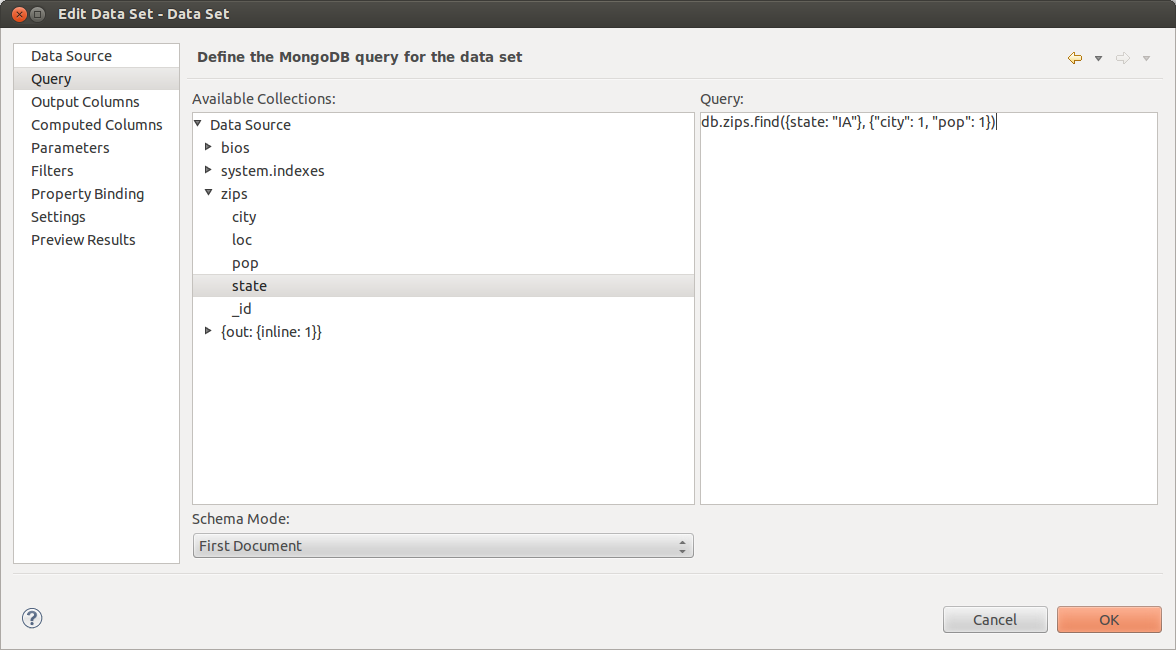 Edit Data Set - Data Set
Data Source
Query
Output Columns
Computed Columns
Parameters
Filters
Property Binding
Settings
Preview Results
Define the MongoDB query for the data set
Available Collections:
Data Source
bios
system.indexes
zips
city
loc
pop
state
_id
{out: {inline: 1}}
Schema Mode:
First Document
Query:
db.zips.find({state: "IA"}, {"city": 1, "pop": 1})
?
Cancel
OK